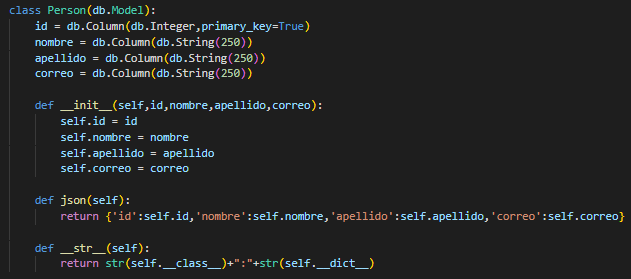 class Person(db.Model):
    id = db.Column(db.Integer,primary_key=True)
    nombre = db.Column(db.String(250))
    apellido = db.Column(db.String(250))
    correo = db.Column(db.String(250))

    def __init__(self,id,nombre,apellido,correo):
        self.id = id
        self.nombre = nombre
        self.apellido = apellido
        self.correo = correo

    def json(self):
        return {'id':self.id,'nombre':self.nombre,'apellido':self.apellido,'correo':self.correo}

    def __str__(self):
        return str(self.__class__)+":"+str(self.__dict__)